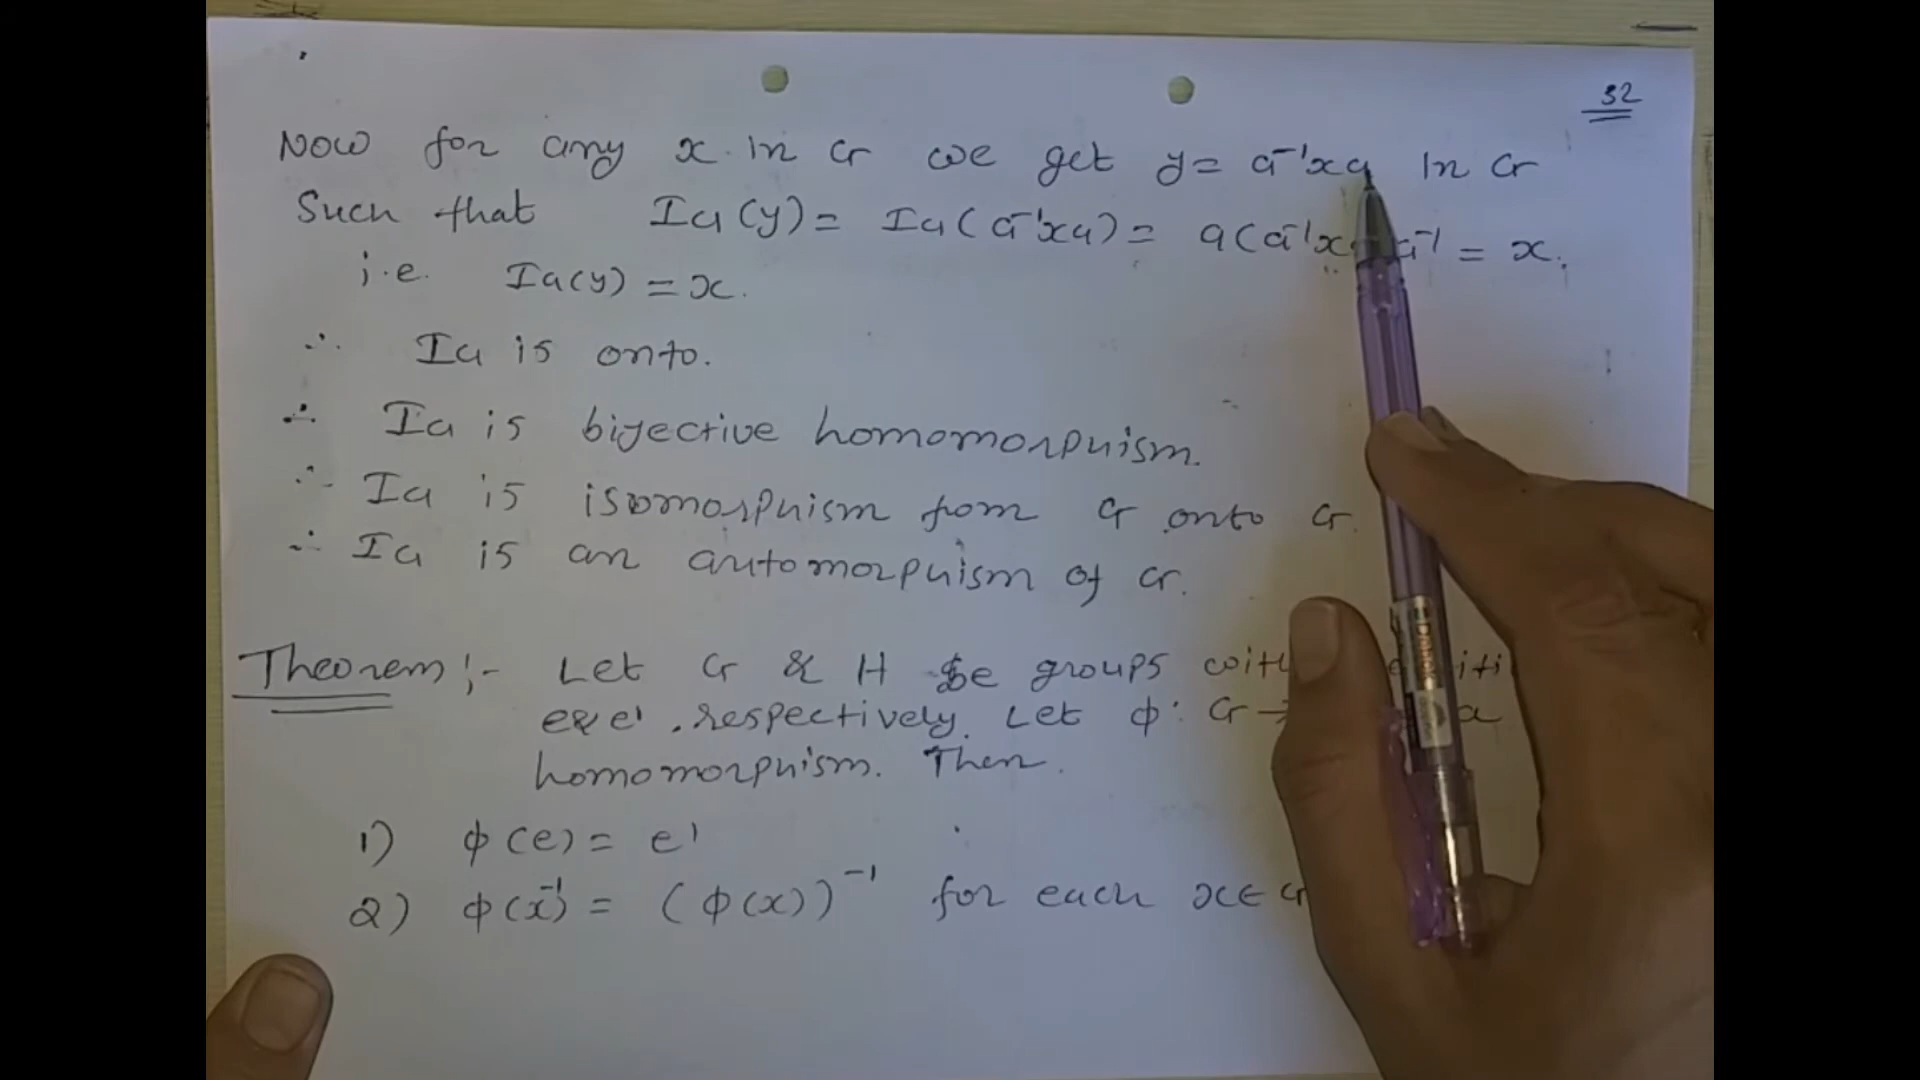 32
Now for any x in G we get y = a⁻¹xa in G
Such that Ia(y) = Ia(a⁻¹xa) = a(a⁻¹x a⁻¹ = x.
i.e. Ia(y) = x.
∴ Ia is onto.
∴ Ia is bijective homomorphism.
∴ Ia is isomorphism from G onto G.
∴ Ia is an automorphism of G.
Theorem :- Let G & H be groups
e & e' . respectively. Let ϕ : G → a
homomorphism. Then.
1) ϕ(e) = e'
2) ϕ(x⁻¹) = (ϕ(x))⁻¹ for each x ∈ G